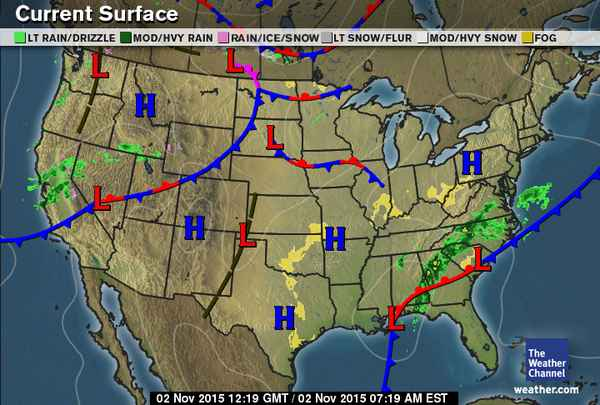 Current Surface
LT RAIN/DRIZZLE MOD/HVY RAIN RAIN/ICE/SNOW LT SNOW/FLUR MOD/HVY SNOW FOG
L
L
H
L
H
L
H
L
H
L
H
L
The
Weather
Channel
weather.com
02 Nov 2015 12:19 GMT / 02 Nov 2015 07:19 AM EST